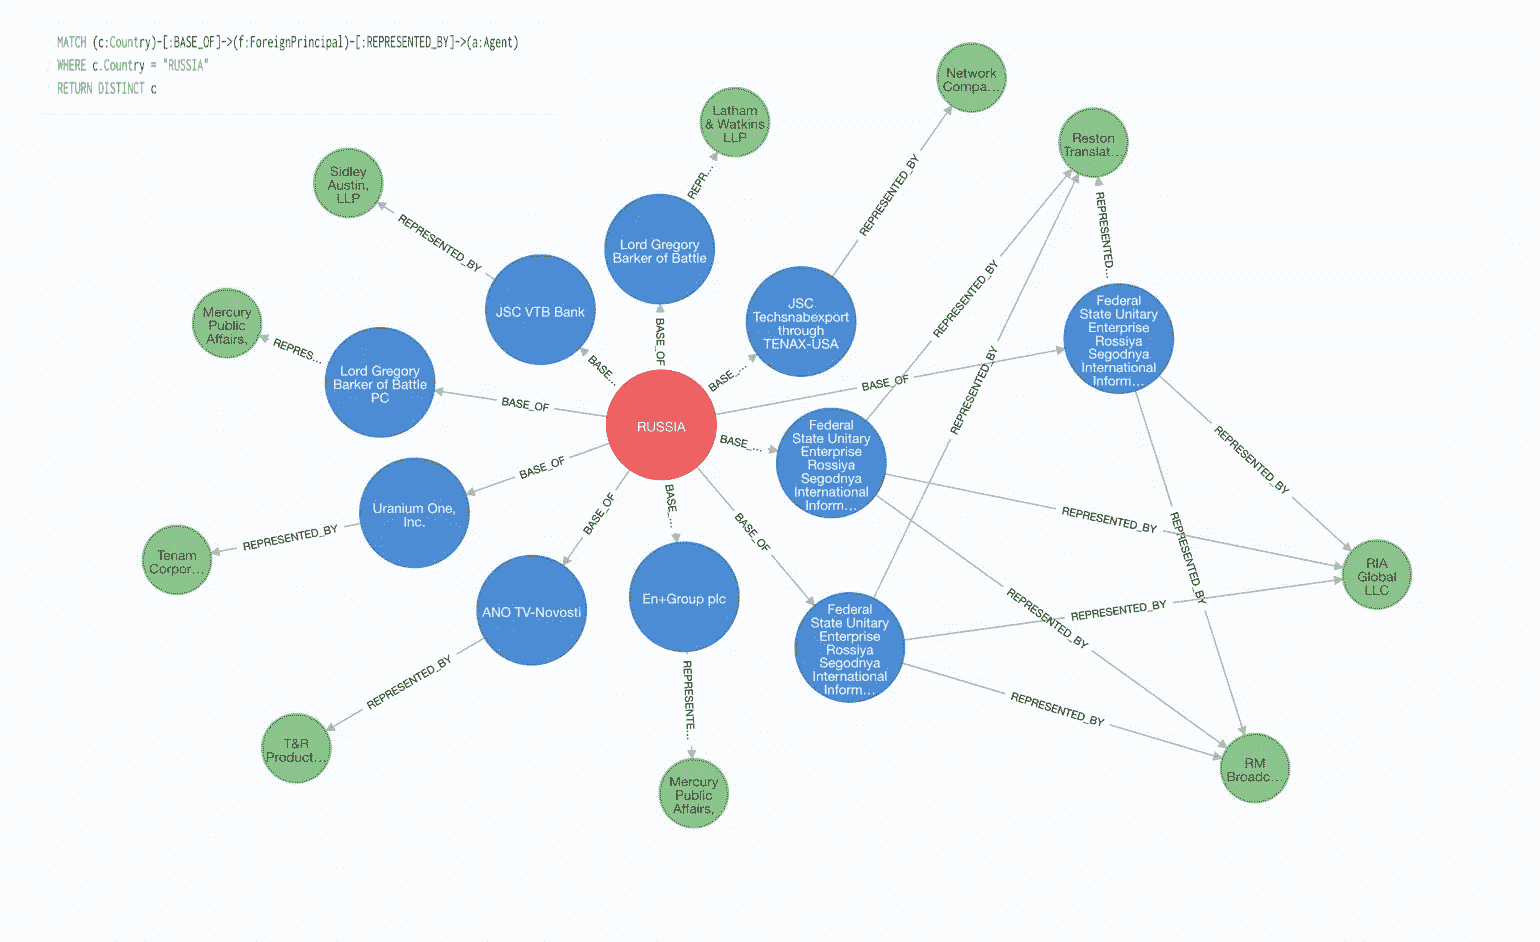 MATCH (c:Country)-[:BASE_OF]->(f:ForeignPrincipal)-[:REPRESENTED_BY]->(a:Agent)
WHERE c.Country = "RUSSIA"
RETURN DISTINCT c
Network
Compa...
Latham
& Watkins
LLP
Reston
Translat...
Sidley
Austin,
LLP
REPR...
REPRESENTED_BY
REPRESENTED_BY
REPRESENTED...
Lord Gregory
Barker of Battle
REPRESENTED_BY
Mercury
Public
Affairs,
JSC VTB Bank
JSC
Techsnabexport
through
TENAX-USA
Federal
State Unitary
Enterprise
Rossiya
Segodnya
International
Inform...
REPRES...
BASE_OF
BASE_...
BASE_...
Lord Gregory
Barker of Battle
PC
BASE_OF
REPRESENTED_BY
BASE_OF
RUSSIA
BASE_...
Federal
State Unitary
Enterprise
Rossiya
Segodnya
International
Inform...
REPRESENTED_BY
BASE_OF
Uranium One,
Inc.
BASE_OF
BASE_...
BASE_OF
REPRESENTED_BY
REPRESENTED_BY
REPRESENTED_BY
Tenam
Corpor...
RIA
Global
LLC
ANO TV-Novosti
En+Group plc
REPRESENTED_BY
REPRESENTED_BY
Federal
State Unitary
Enterprise
Rossiya
Segodnya
International
Inform...
REPRESENTED_BY
REPRESENTE...
REPRESENTED_BY
T&R
Product...
RM
Broadc...
Mercury
Public
Affairs,